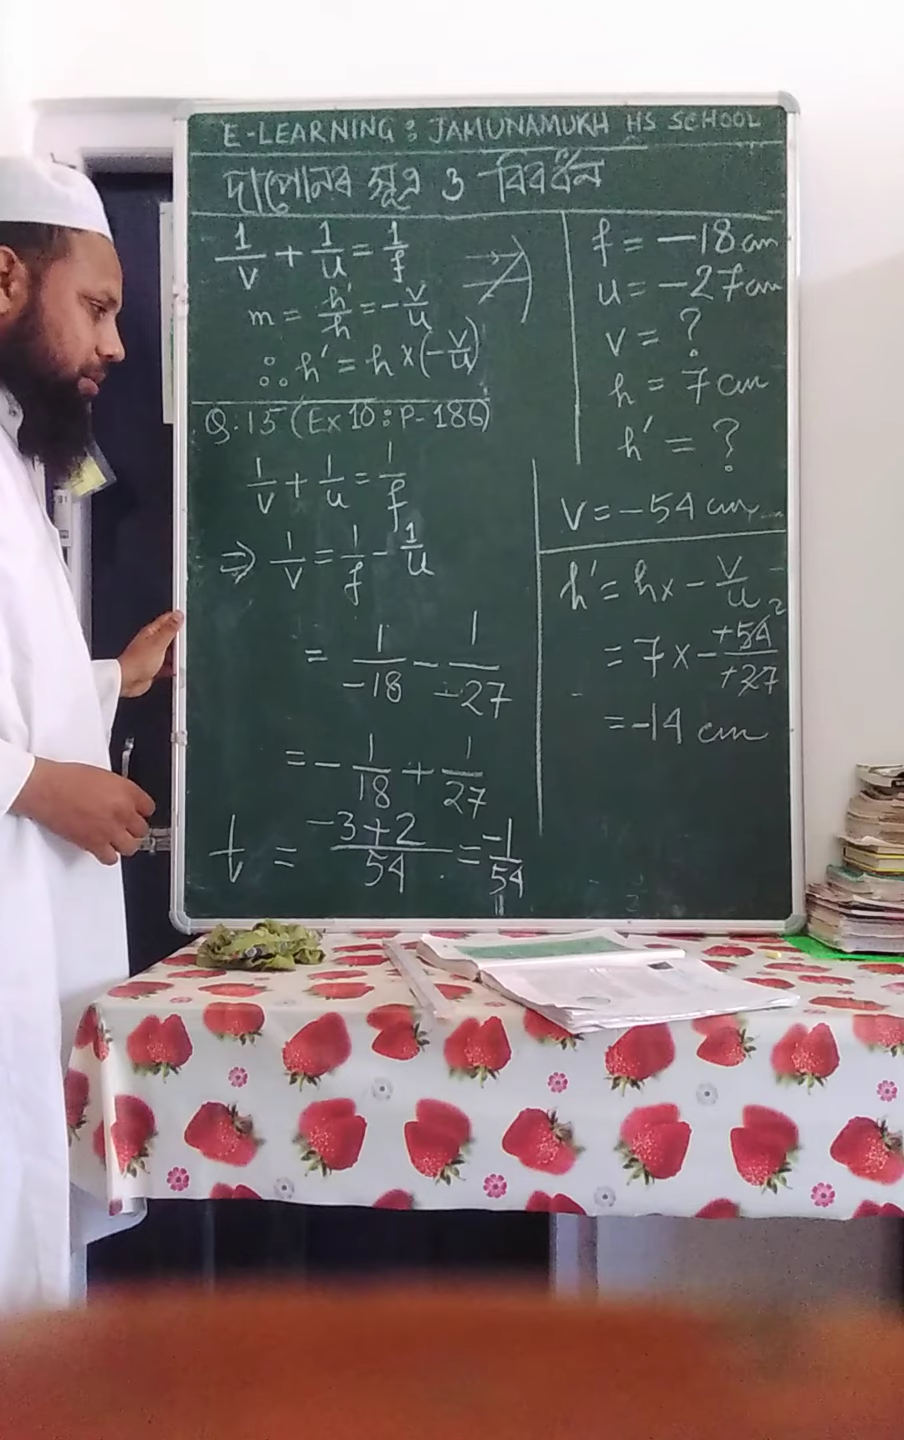 E-LEARNING : JAMUNAMUKH HS SCHOOL
দাপোনৰ সূত্ৰ ও বিবৰ্ধন
1/v + 1/u = 1/f
m = h'/h = -v/u
∴ h' = h × (-v/u)
Q.15 (Ex 10 : P-186)
1/v + 1/u = 1/f
⇒ 1/v = 1/f - 1/u
= 1/-18 - 1/-27
= - 1/18 + 1/27
1/v = -3+2/54 = -1/54
f = -18 cm
u = -27 cm
v = ?
h = 7 cm
h' = ?
v = -54 cm
h' = h × - v/u
= 7 × - +54/+27 2
= -14 cm